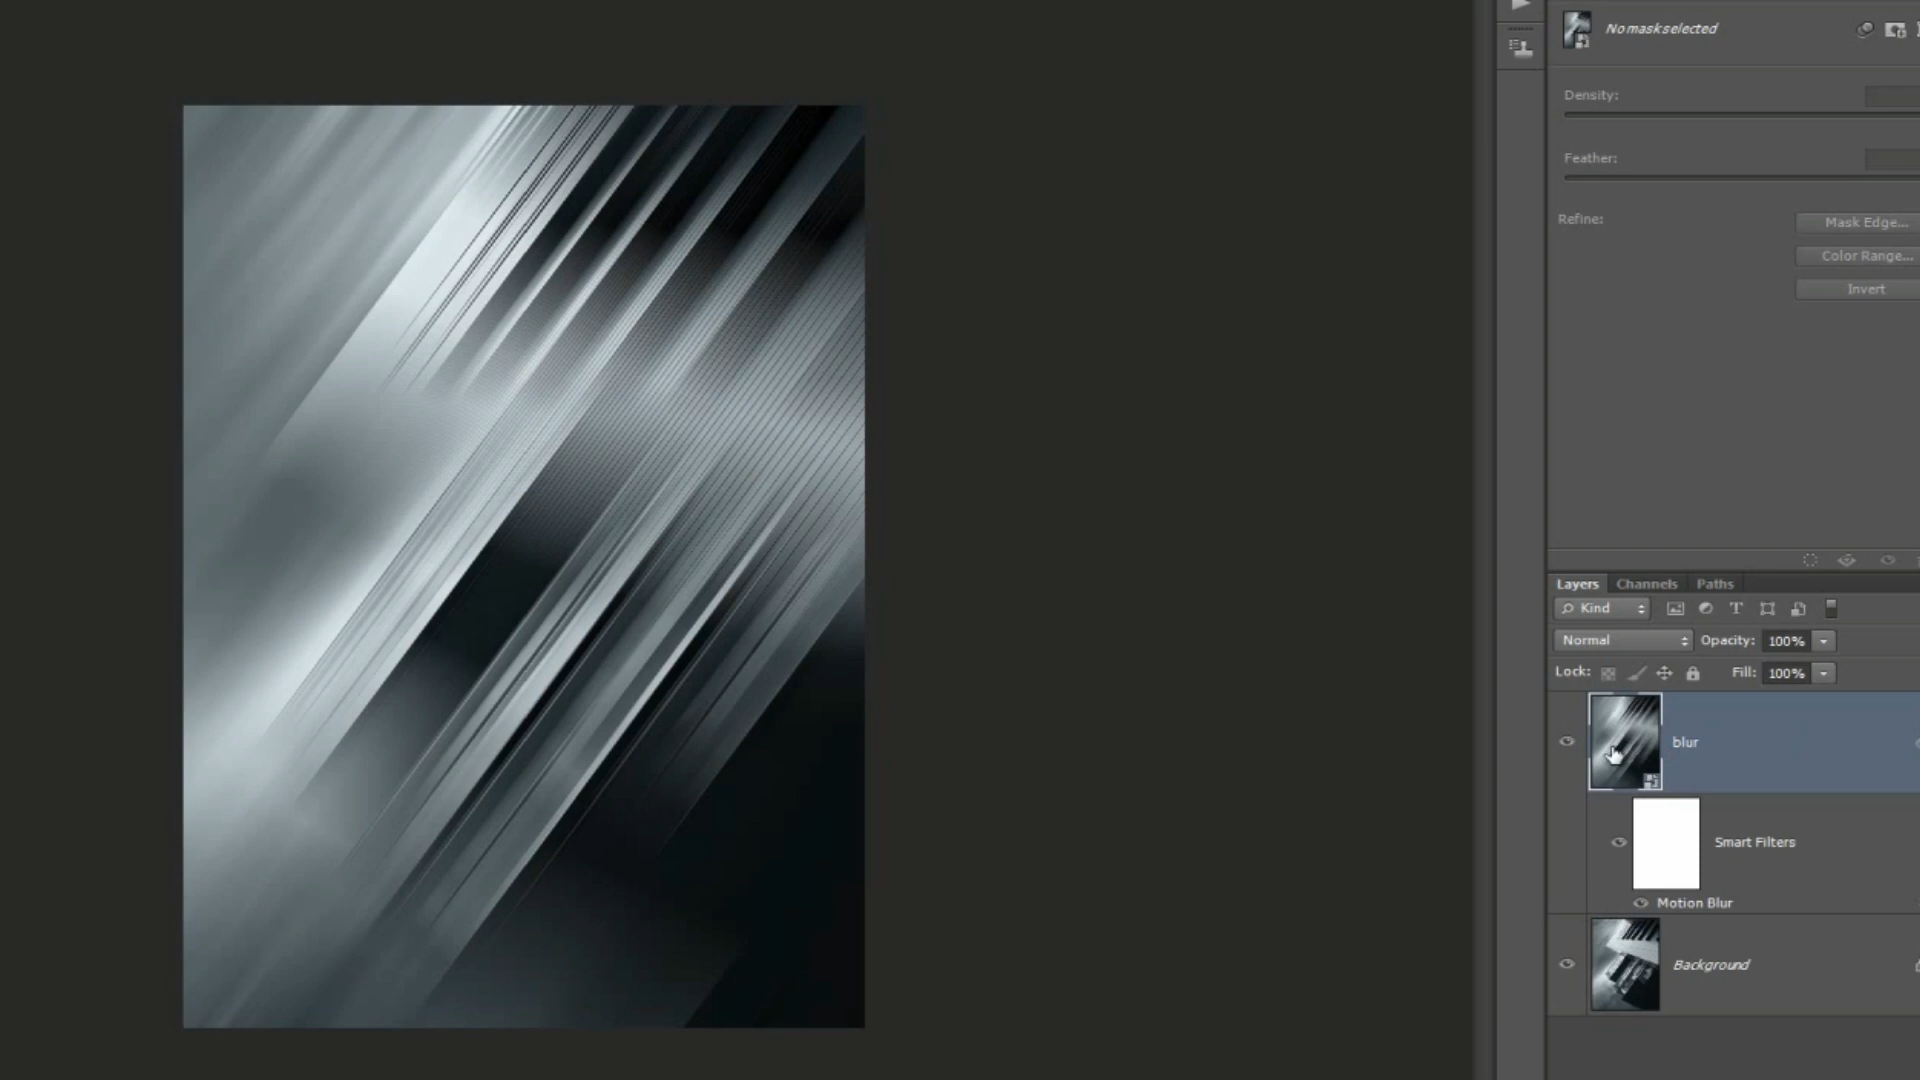 No mask selected
Density:
Feather:
Refine:
Mask Edge...
Color Range...
Invert
Layers Channels Paths
Kind T
Normal Opacity: 100%
Lock: Fill: 100%
blur
Smart Filters
Motion Blur
Background